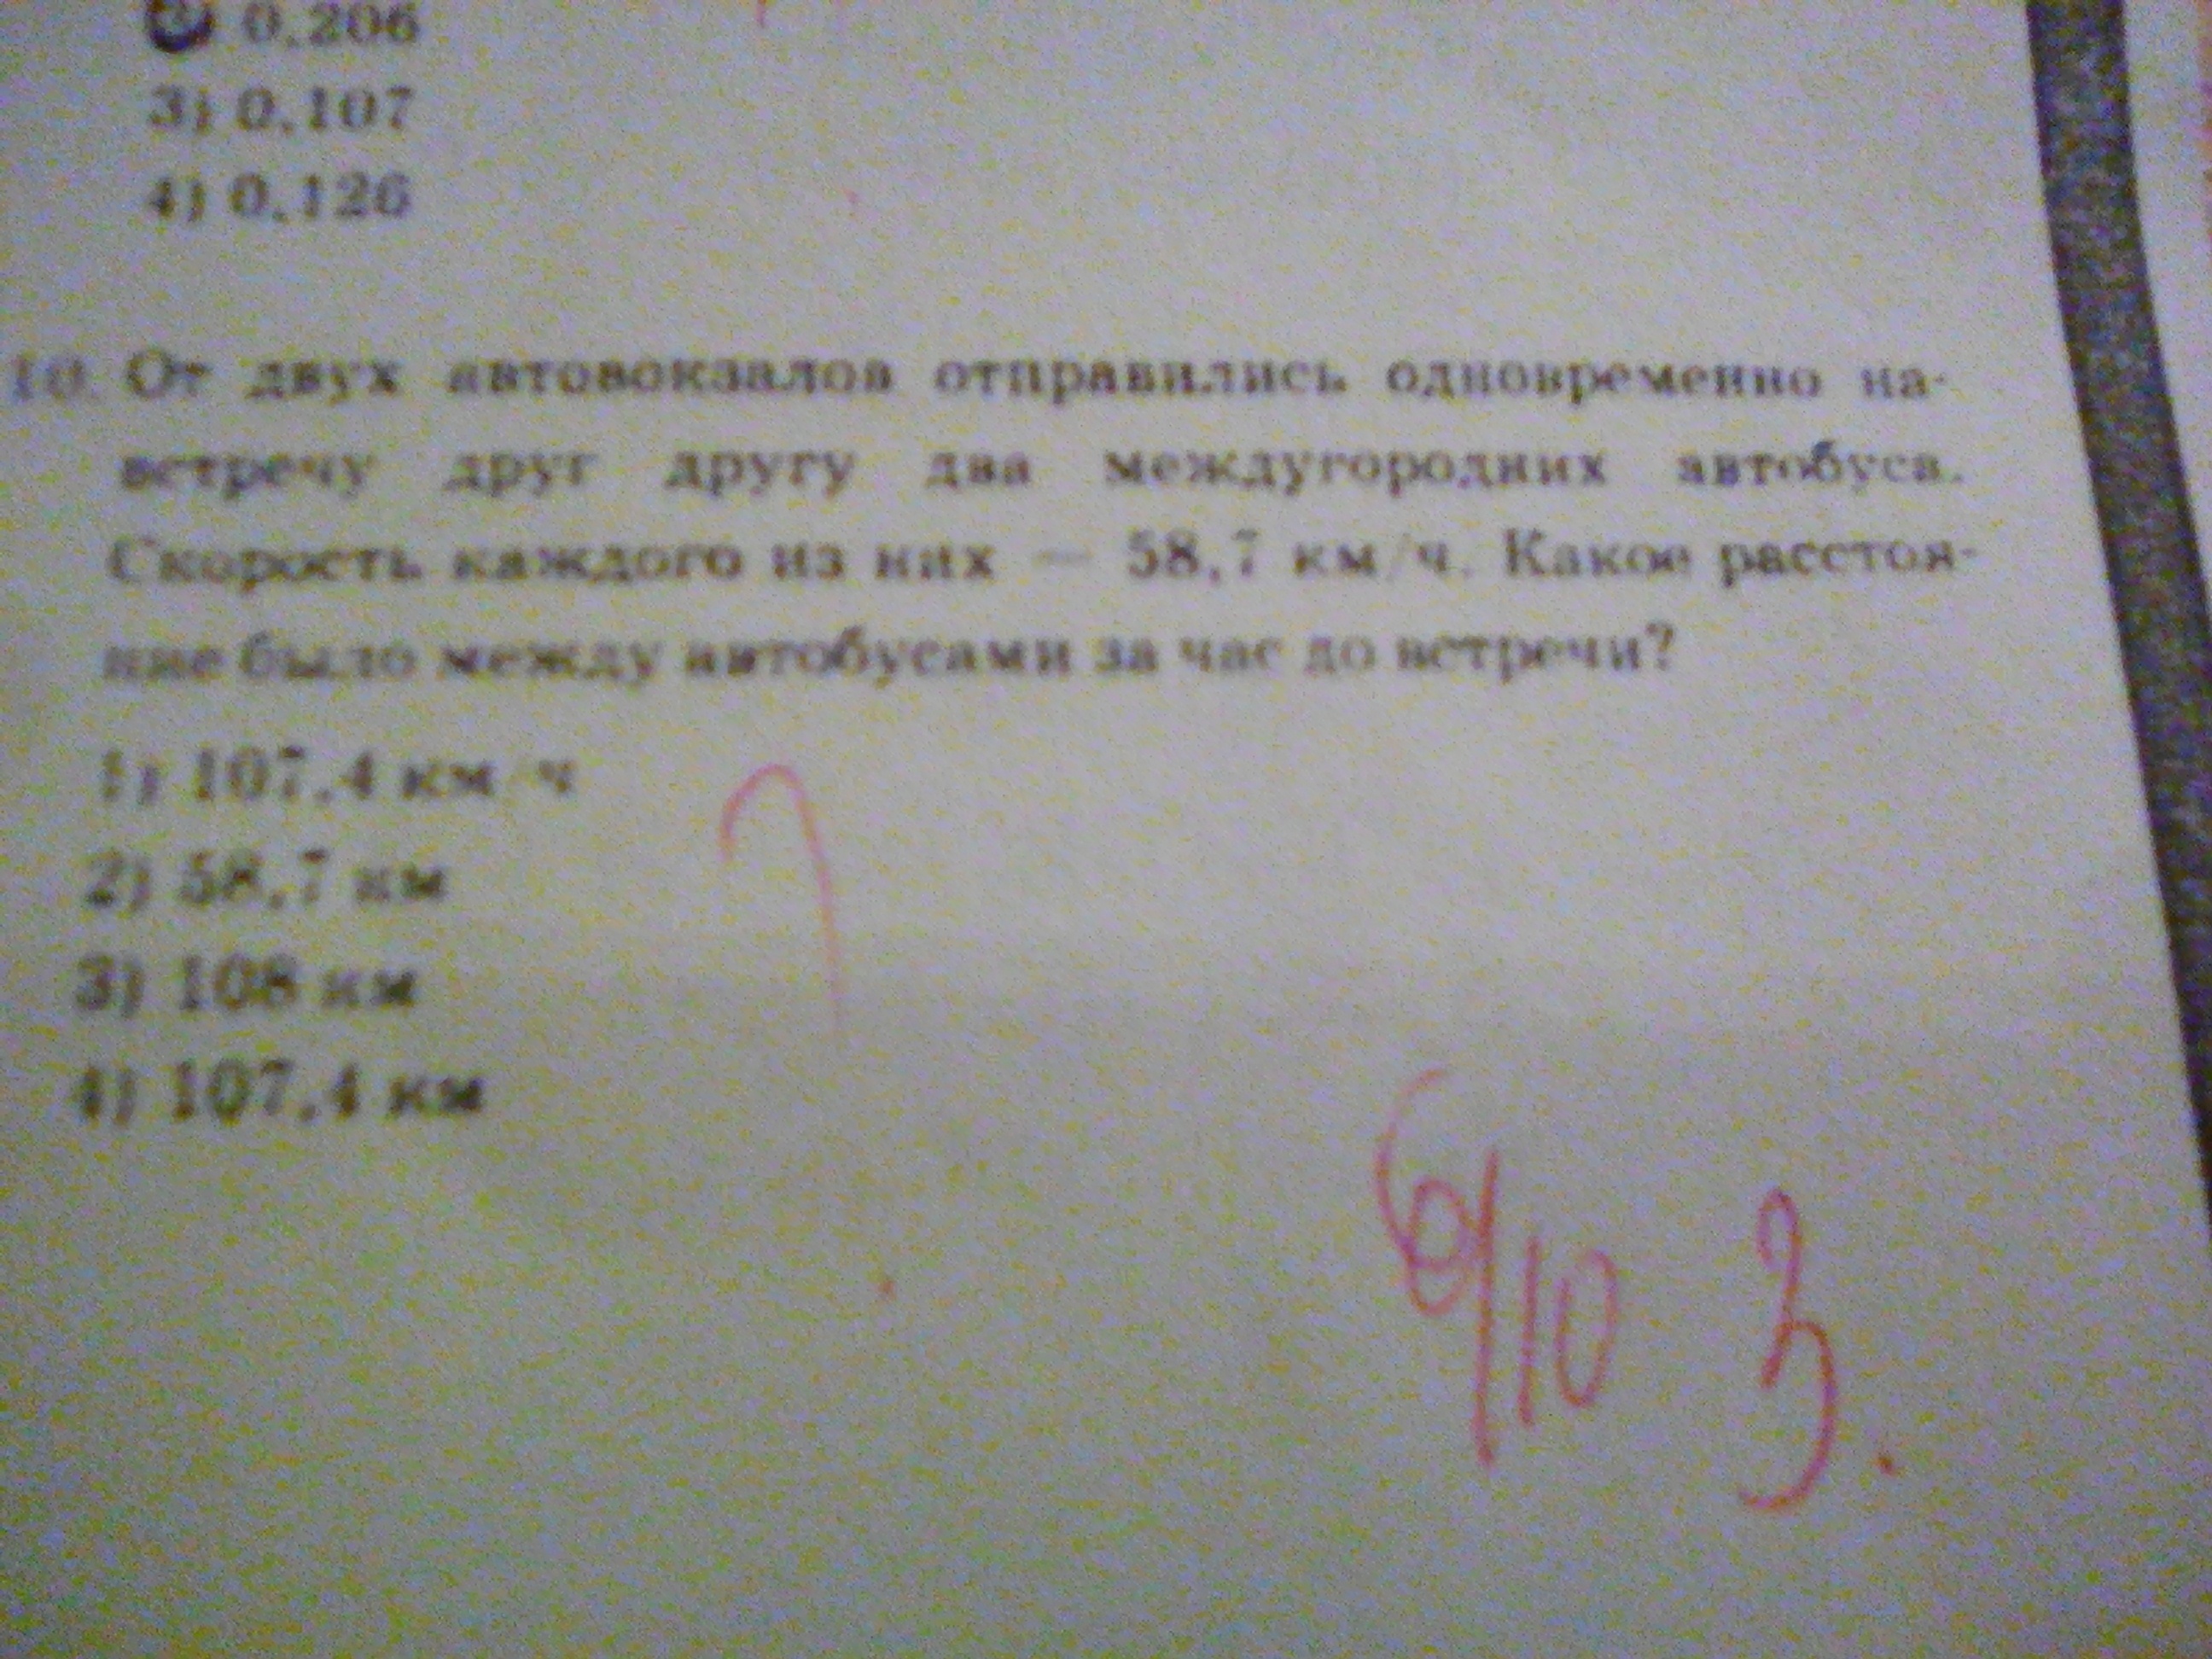 0,206
3) 0,107
4) 0,126
10. От двух автовокзалов отправились одновременно на-
встречу друг другу два междугородних автобуса.
Скорость каждого из них — 58,7 км/ч. Какое расстоя-
ние было между автобусами за час до встречи?
1) 107,4 км/ч
2) 58,7 км
3) 108 км
4) 107,4 км
6/10 3.